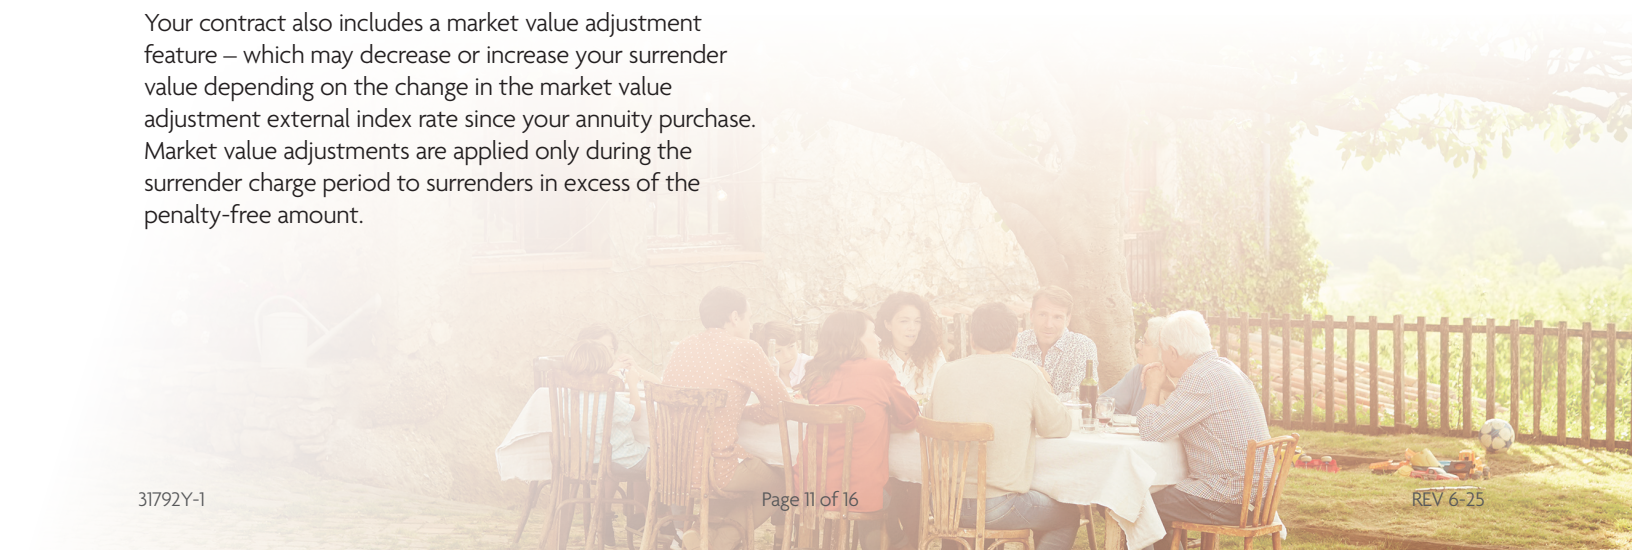 Your contract also includes a market value adjustment
feature – which may decrease or increase your surrender
value depending on the change in the market value
adjustment external index rate since your annuity purchase.
Market value adjustments are applied only during the
surrender charge period to surrenders in excess of the
penalty-free amount.
31792Y-1
Page 11 of 16
REV 6-25